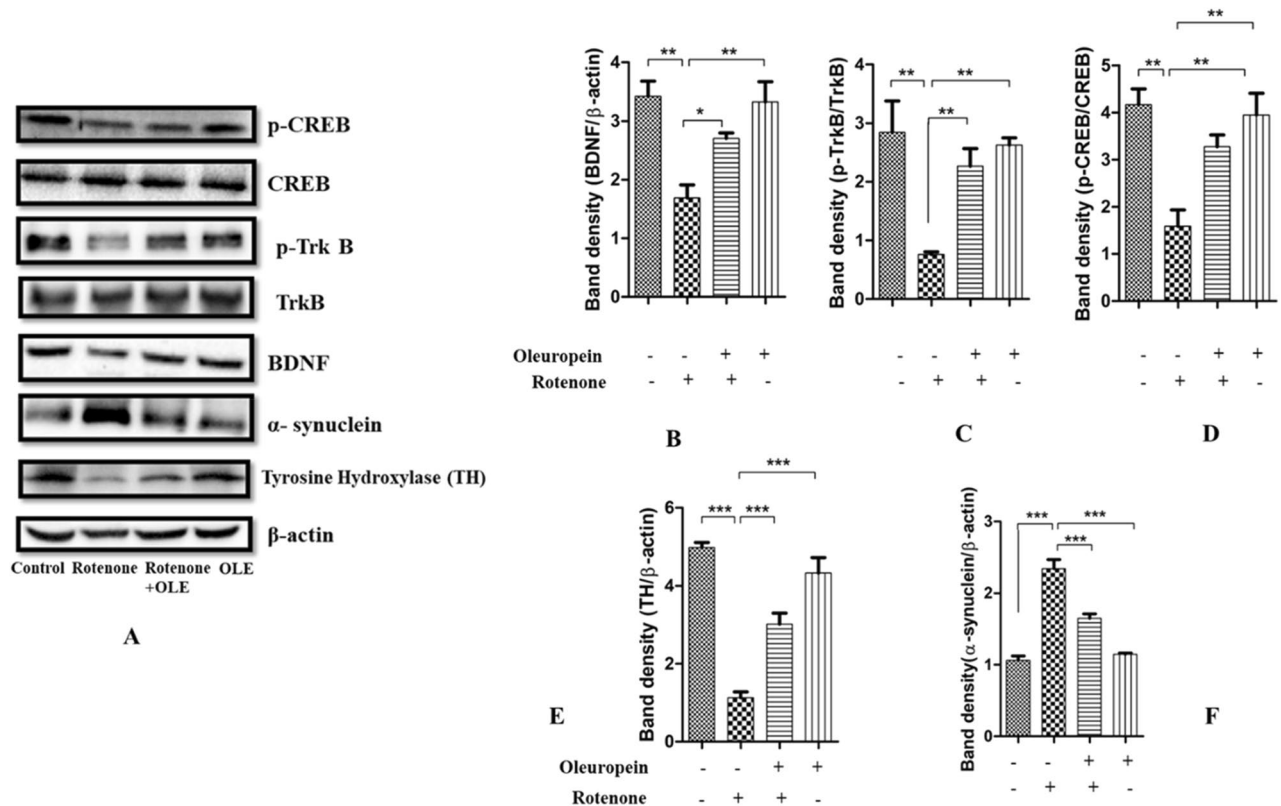 p-CREB
CREB
p-Trk B
TrkB
BDNF
α- synuclein
Tyrosine Hydroxylase (TH)
β-actin
Control Rotenone Rotenone OLE
+OLE
A
Band density (BDNF/β-actin)
4
3
2
1
0
** **
*
Oleuropein - - + +
Rotenone - + + -
B
Band density (p-TrkB/TrkB)
4
3
2
1
0
** **
**
- - + +
- + + -
C
Band density (p-CREB/CREB)
5
4
3
2
1
0
**
** **
- - + +
- + + -
D
Band density (TH/β-actin)
6
4
2
0
***
*** ***
Oleuropein - - + +
Rotenone - + + -
E
Band density(α-synuclein/β-actin)
3
2
1
0
*** ***
***
- - + +
- + + -
F